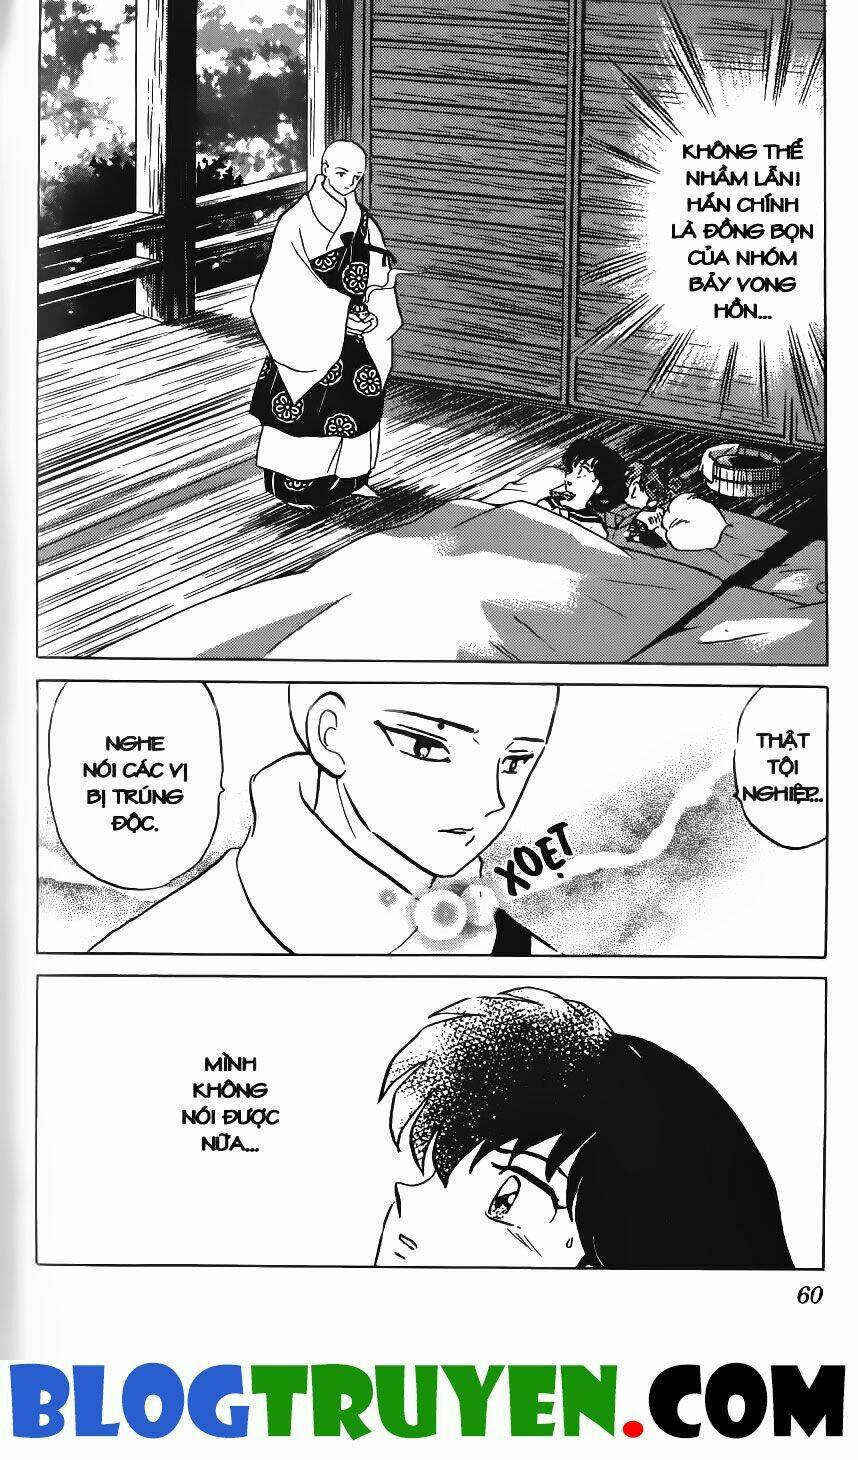 KHÔNG THỂ
NHẦM LẪN!
HẮN CHÍNH
LÀ ĐỒNG BỌN
CỦA NHÓM
BẢY VONG
HỒN...
THẬT
TỘI
NGHIỆP...
NGHE
NÓI CÁC VỊ
BỊ TRÚNG
ĐỘC.
XOẸT
MÌNH
KHÔNG
NÓI ĐƯỢC
NỮA...
60
BLOGTRUYEN.COM